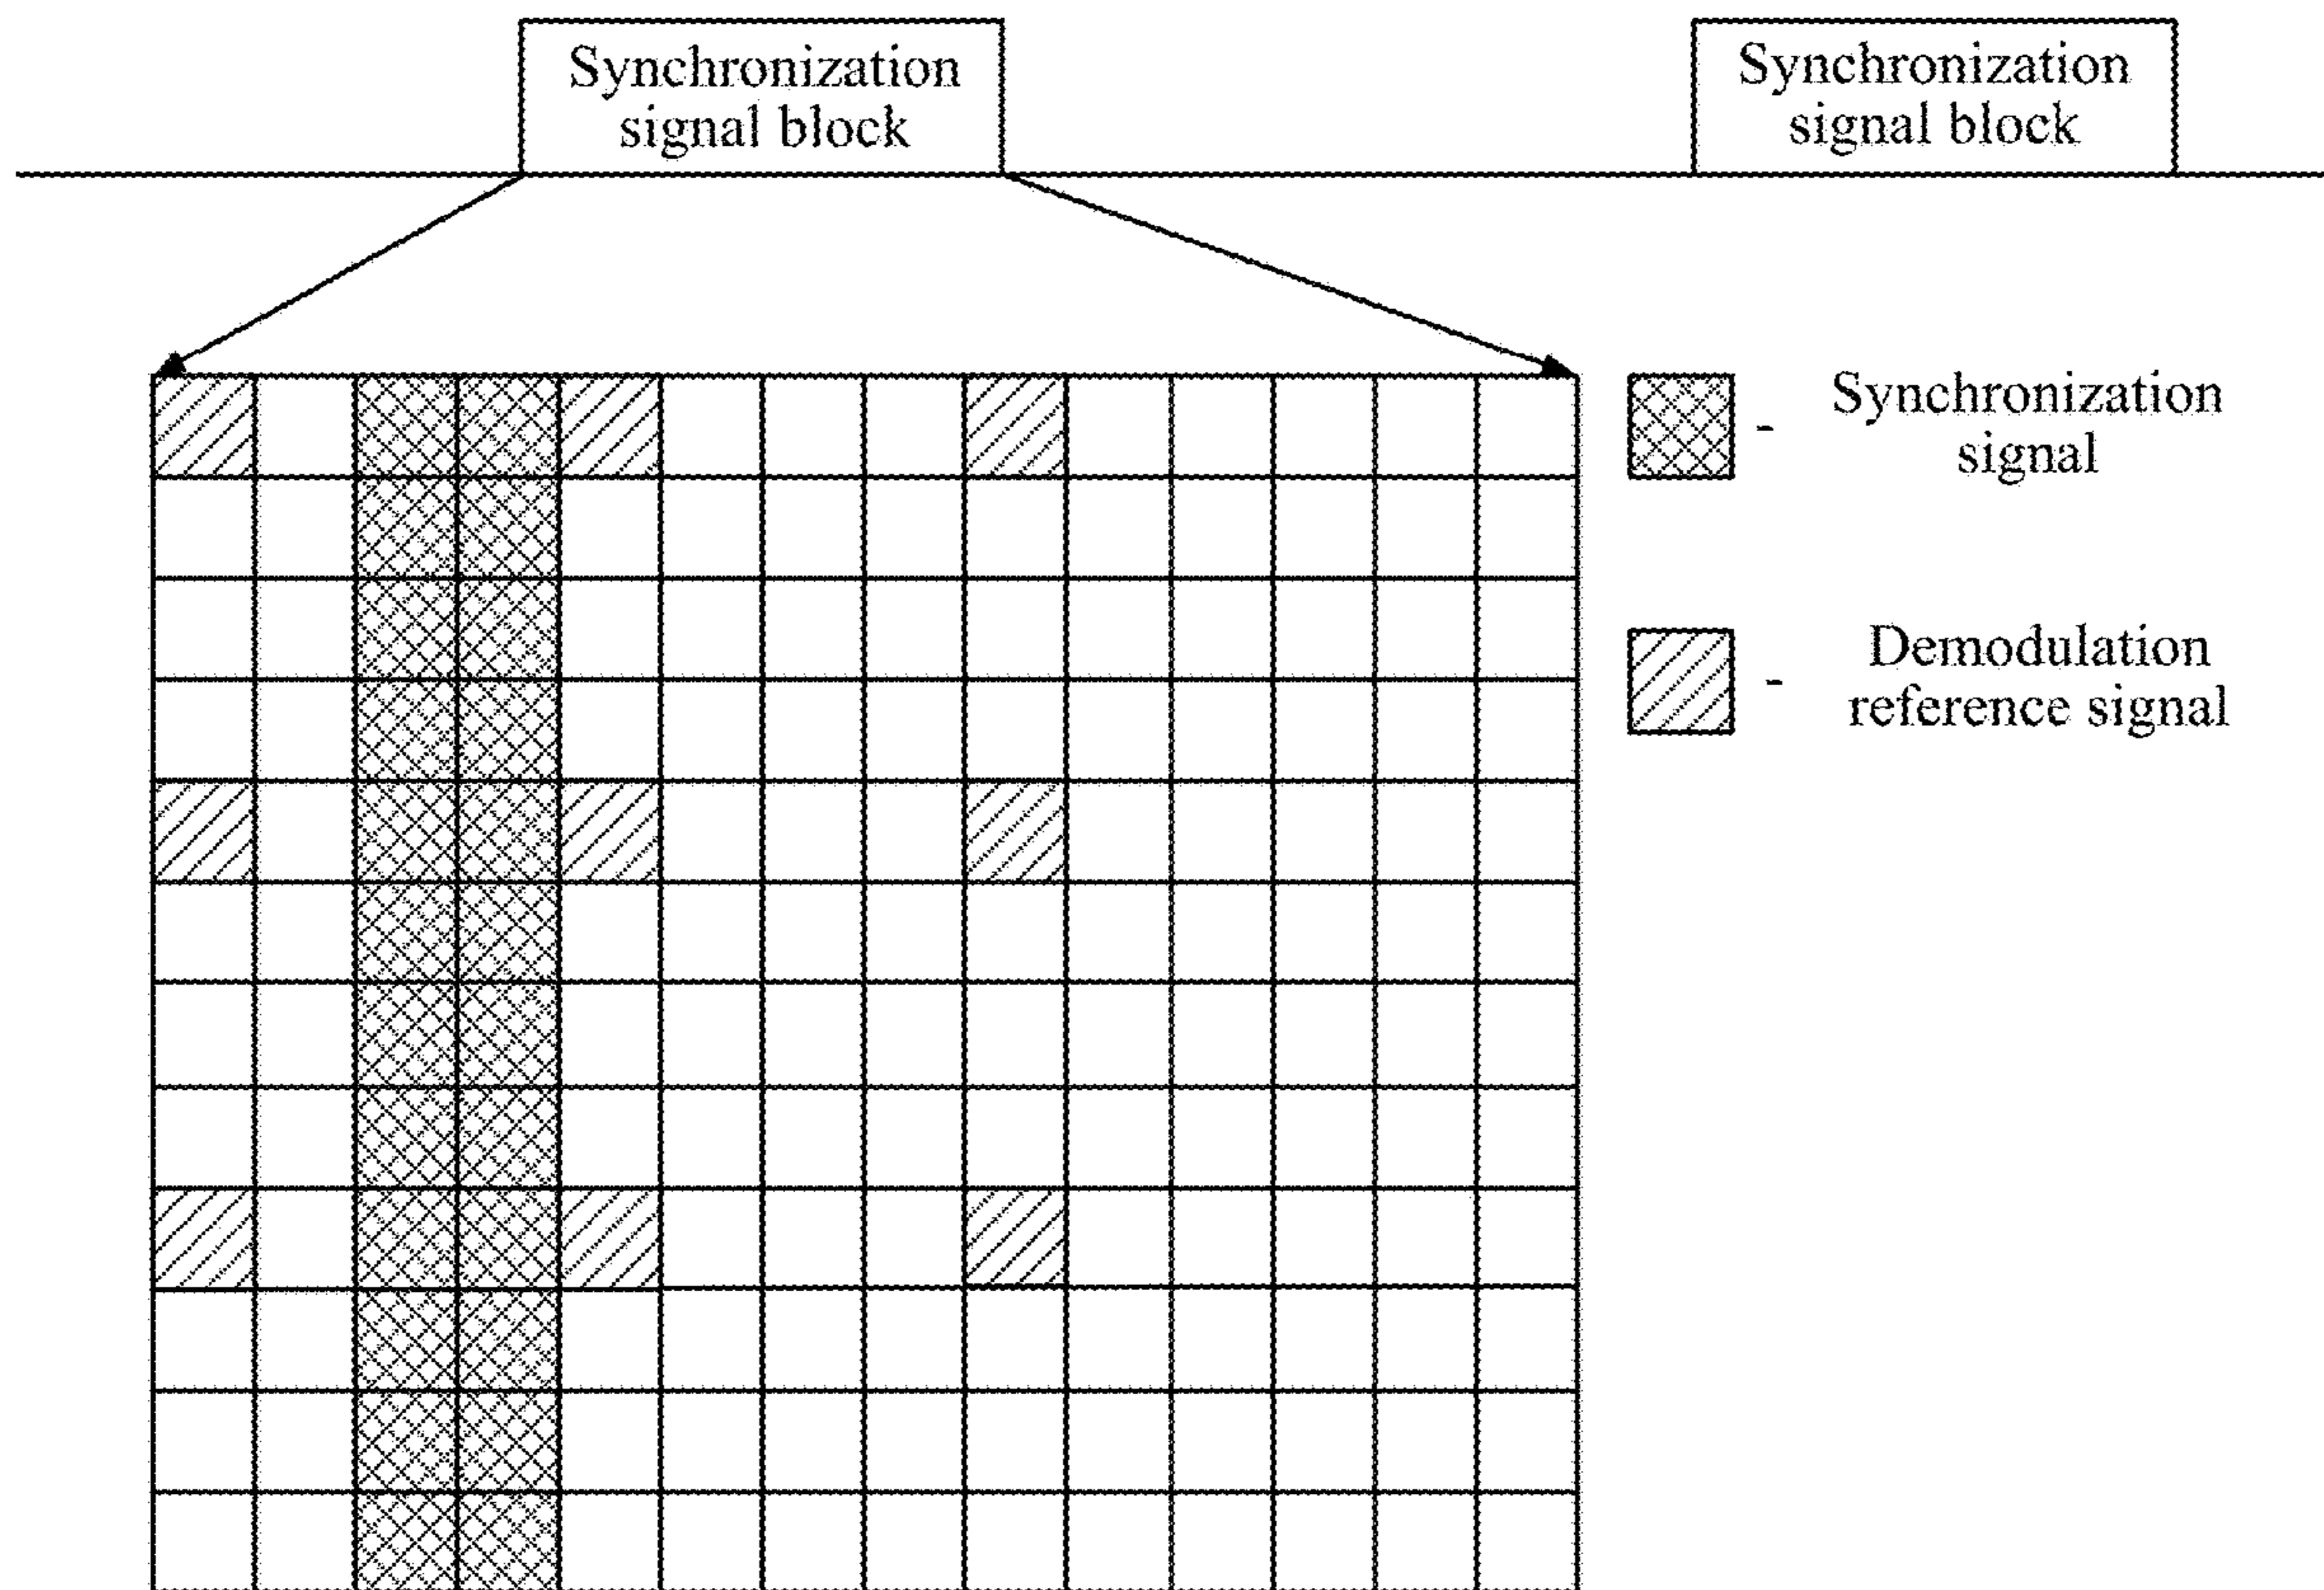 Synchronization
signal block
Synchronization
signal block
- Synchronization
signal
- Demodulation
reference signal